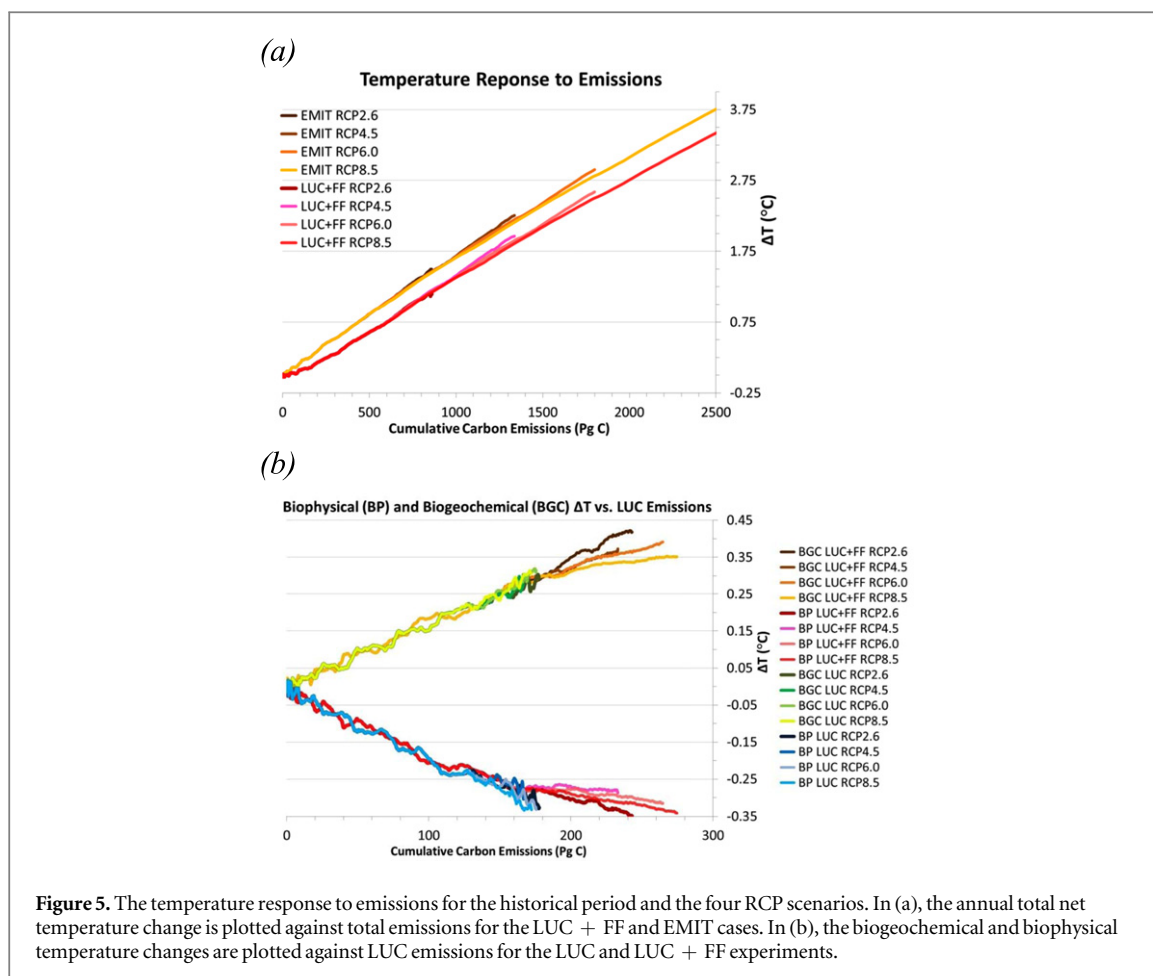 (a)
Temperature Reponse to Emissions
EMIT RCP2.6
EMIT RCP4.5
EMIT RCP6.0
EMIT RCP8.5
LUC+FF RCP2.6
LUC+FF RCP4.5
LUC+FF RCP6.0
LUC+FF RCP8.5
3.75
2.75
1.75
0.75
-0.25
ΔT (°C)
0 500 1000 1500 2000 2500
Cumulative Carbon Emissions (Pg C)
(b)
Biophysical (BP) and Biogeochemical (BGC) ΔT vs. LUC Emissions
0.45
0.35
0.25
0.15
0.05
-0.05
-0.15
-0.25
-0.35
ΔT (°C)
BGC LUC+FF RCP2.6
BGC LUC+FF RCP4.5
BGC LUC+FF RCP6.0
BGC LUC+FF RCP8.5
BP LUC+FF RCP2.6
BP LUC+FF RCP4.5
BP LUC+FF RCP6.0
BP LUC+FF RCP8.5
BGC LUC RCP2.6
BGC LUC RCP4.5
BGC LUC RCP6.0
BGC LUC RCP8.5
BP LUC RCP2.6
BP LUC RCP4.5
BP LUC RCP6.0
BP LUC RCP8.5
0 100 200 300
Cumulative Carbon Emissions (Pg C)
Figure 5. The temperature response to emissions for the historical period and the four RCP scenarios. In (a), the annual total net
temperature change is plotted against total emissions for the LUC + FF and EMIT cases. In (b), the biogeochemical and biophysical
temperature changes are plotted against LUC emissions for the LUC and LUC + FF experiments.